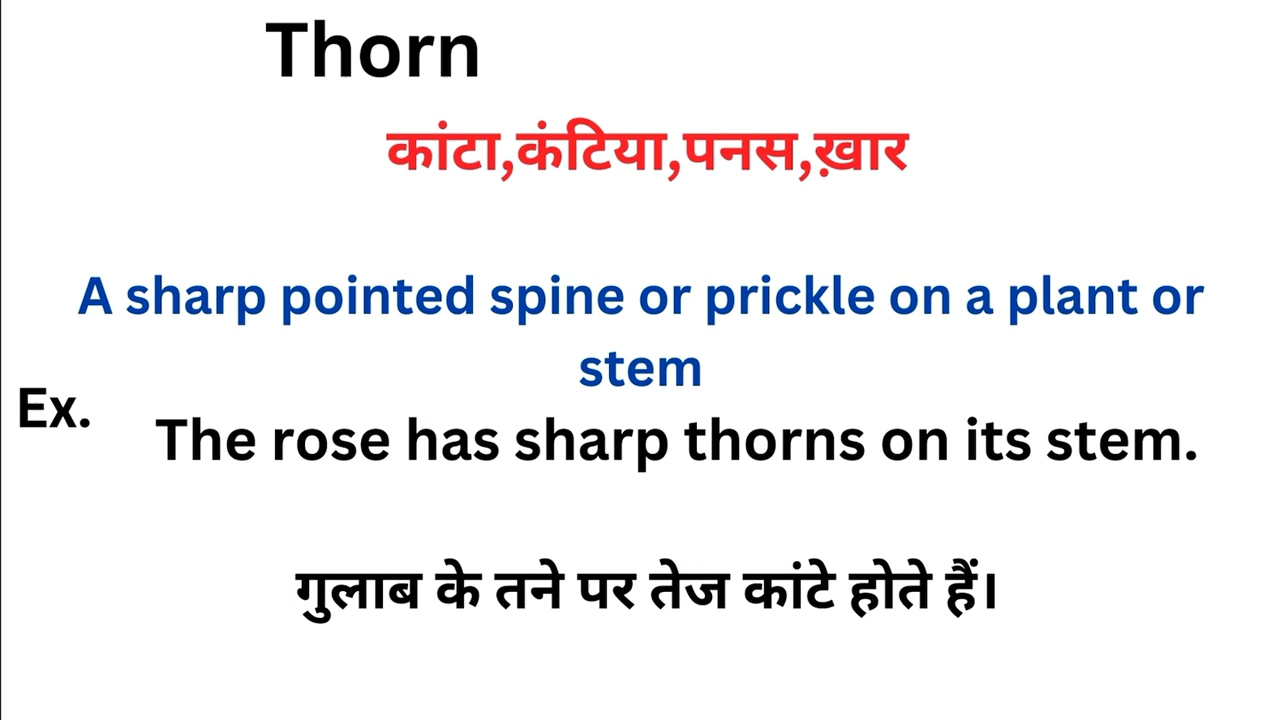 Thorn
कांटा,कंटिया,पनस,ख़ार
A sharp pointed spine or prickle on a plant or
stem
Ex.
The rose has sharp thorns on its stem.
गुलाब के तने पर तेज कांटे होते हैं।